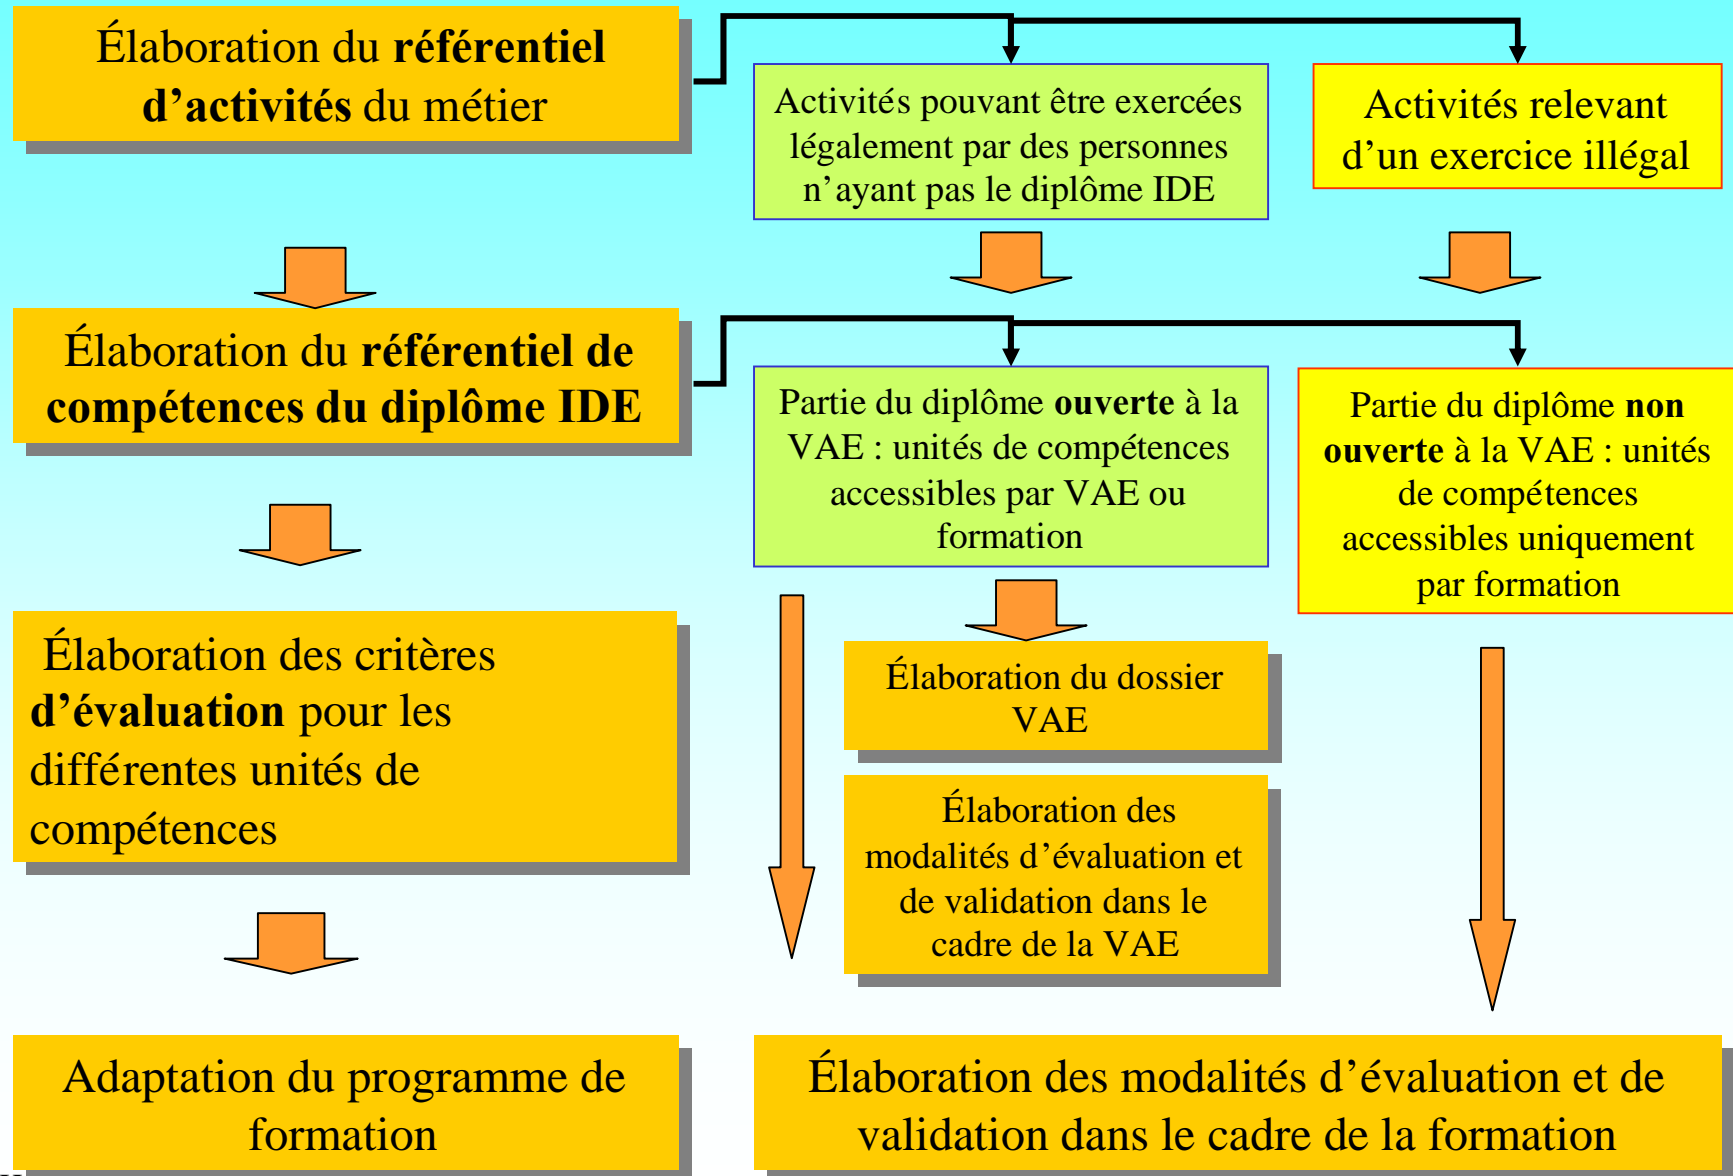 Élaboration du référentiel
d’activités du métier
Activités pouvant être exercées
légalement par des personnes
n’ayant pas le diplôme IDE
Activités relevant
d’un exercice illégal
Élaboration du référentiel de
compétences du diplôme IDE
Partie du diplôme ouverte à la
VAE : unités de compétences
accessibles par VAE ou
formation
Partie du diplôme non
ouverte à la VAE : unités
de compétences
accessibles uniquement
par formation
Élaboration des critères
d’évaluation pour les
différentes unités de
compétences
Élaboration du dossier
VAE
Élaboration des
modalités d’évaluation et
de validation dans le
cadre de la VAE
Adaptation du programme de
formation
Élaboration des modalités d’évaluation et de
validation dans le cadre de la formation